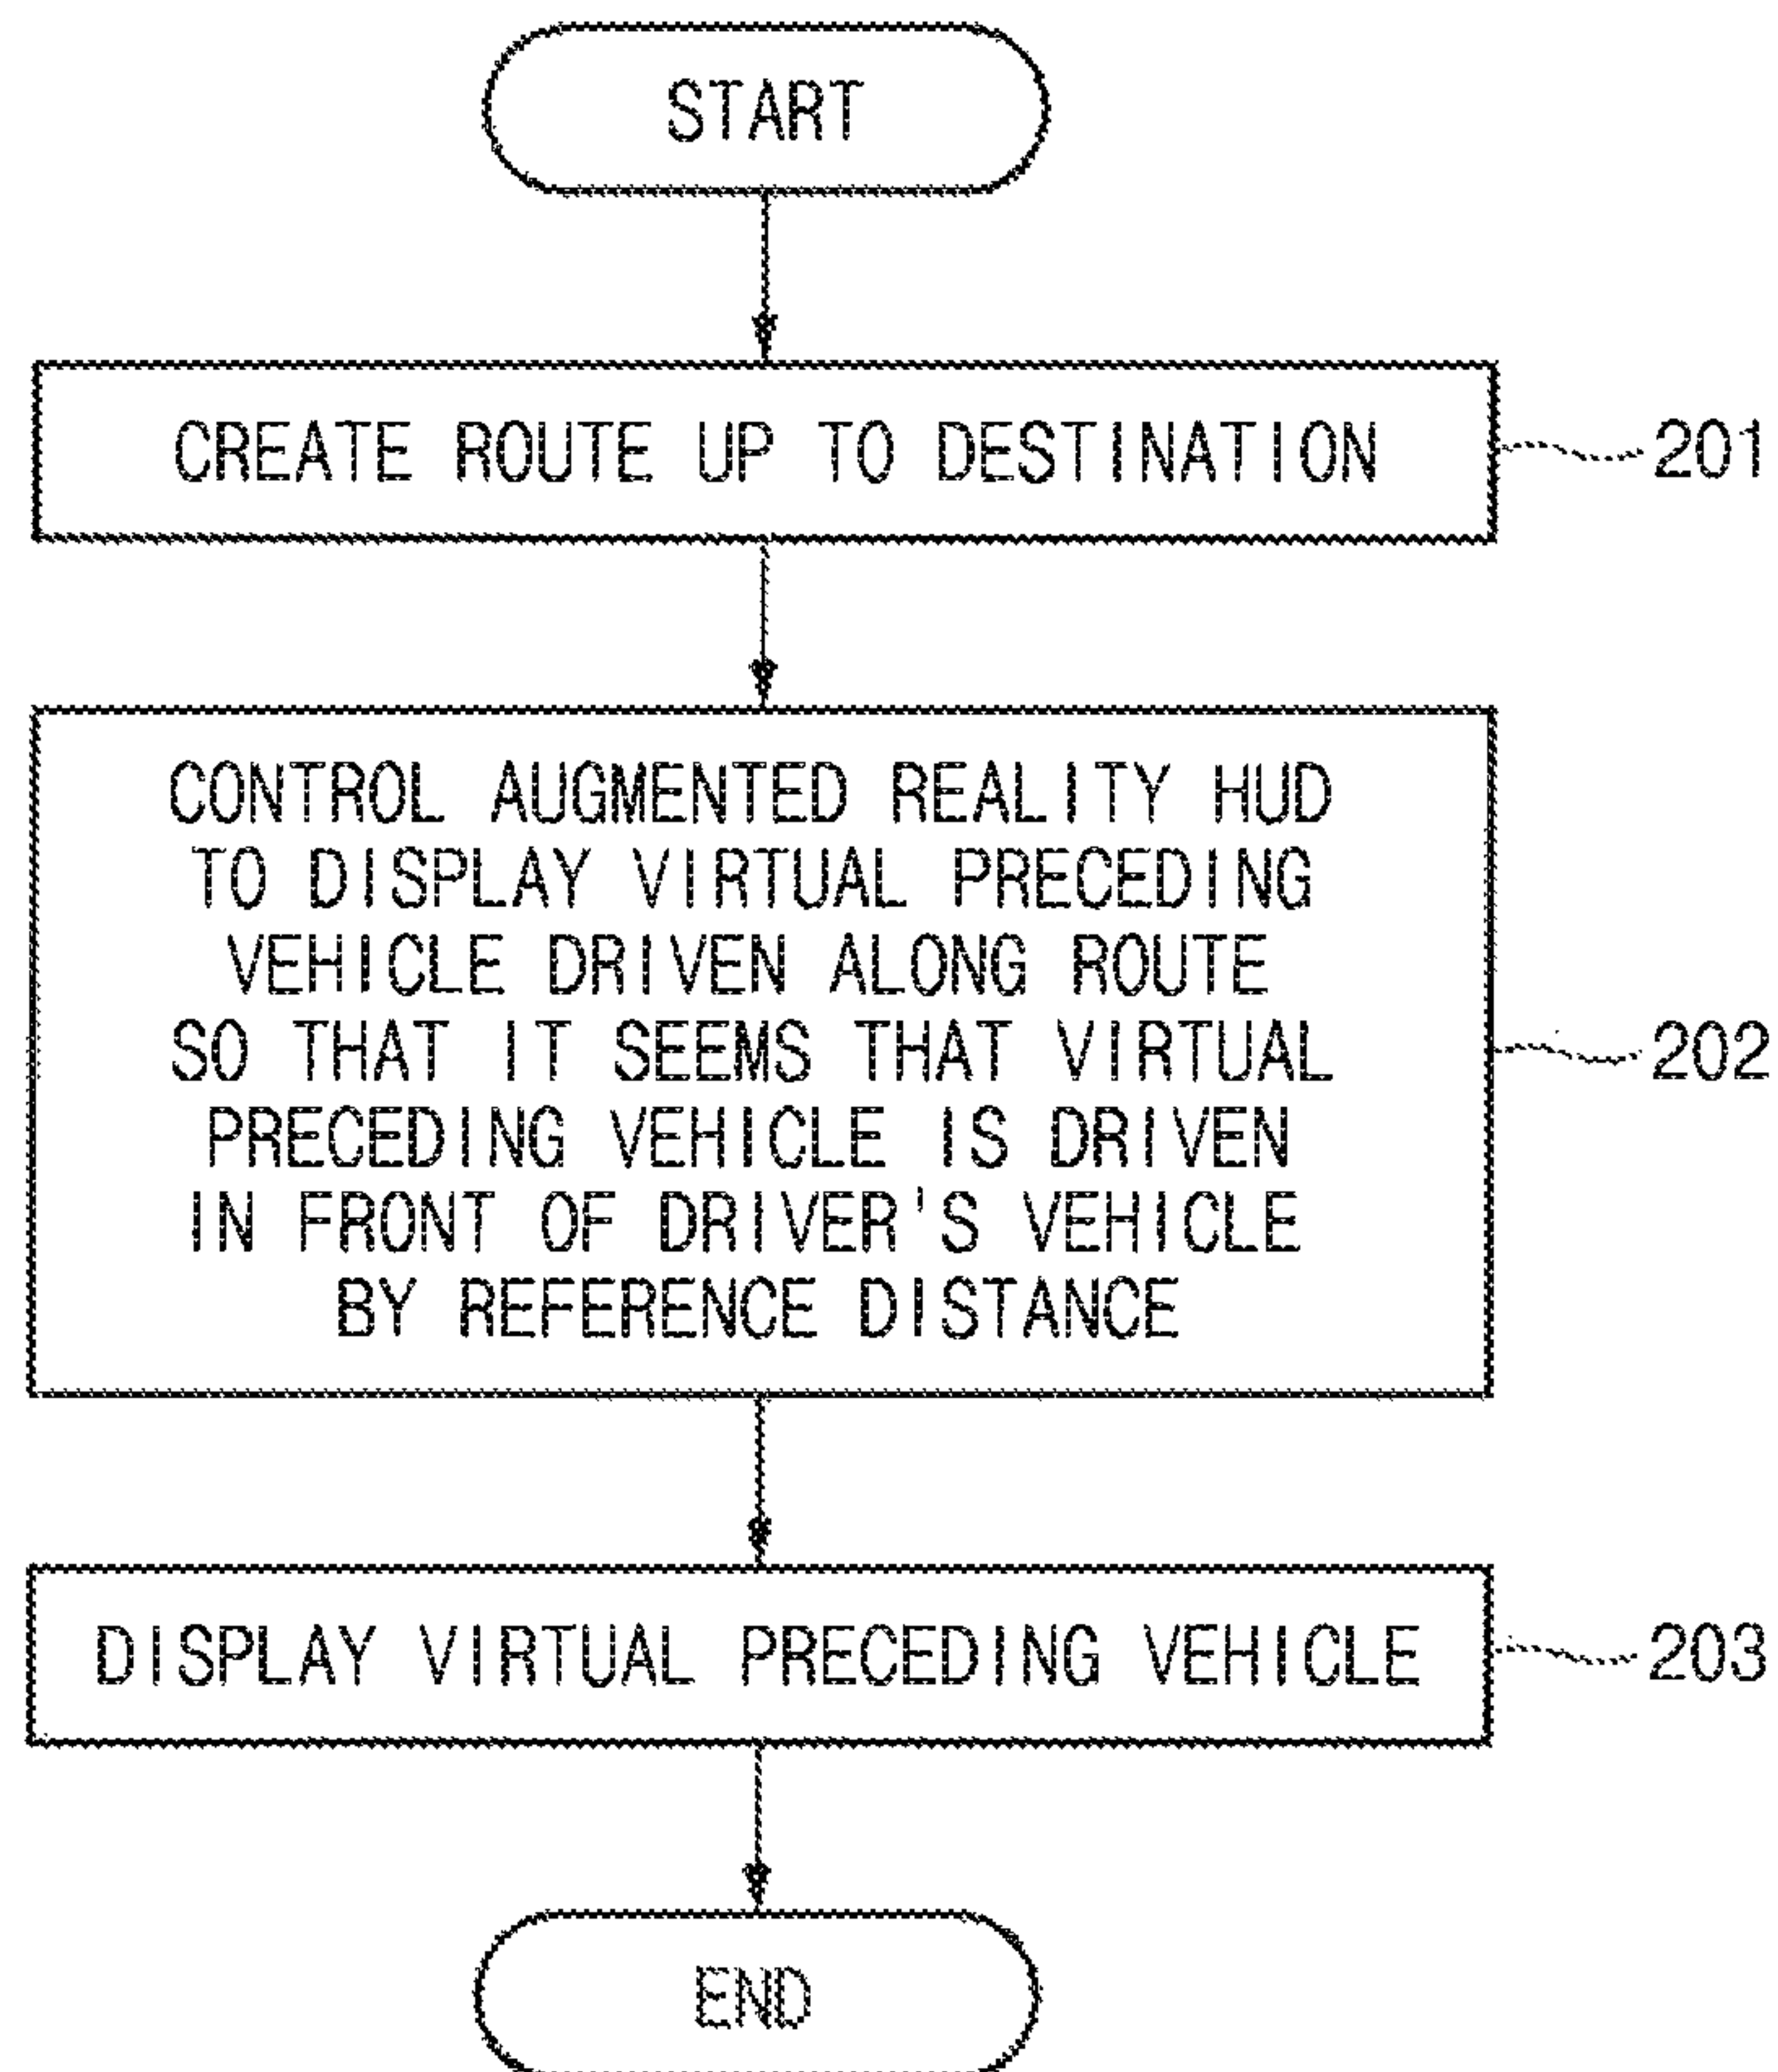 START
CREATE ROUTE UP TO DESTINATION
201
CONTROL AUGMENTED REALITY HUD
TO DISPLAY VIRTUAL PRECEDING
VEHICLE DRIVEN ALONG ROUTE
SO THAT IT SEEMS THAT VIRTUAL
PRECEDING VEHICLE IS DRIVEN
IN FRONT OF DRIVER'S VEHICLE
BY REFERENCE DISTANCE
202
DISPLAY VIRTUAL PRECEDING VEHICLE
203
END